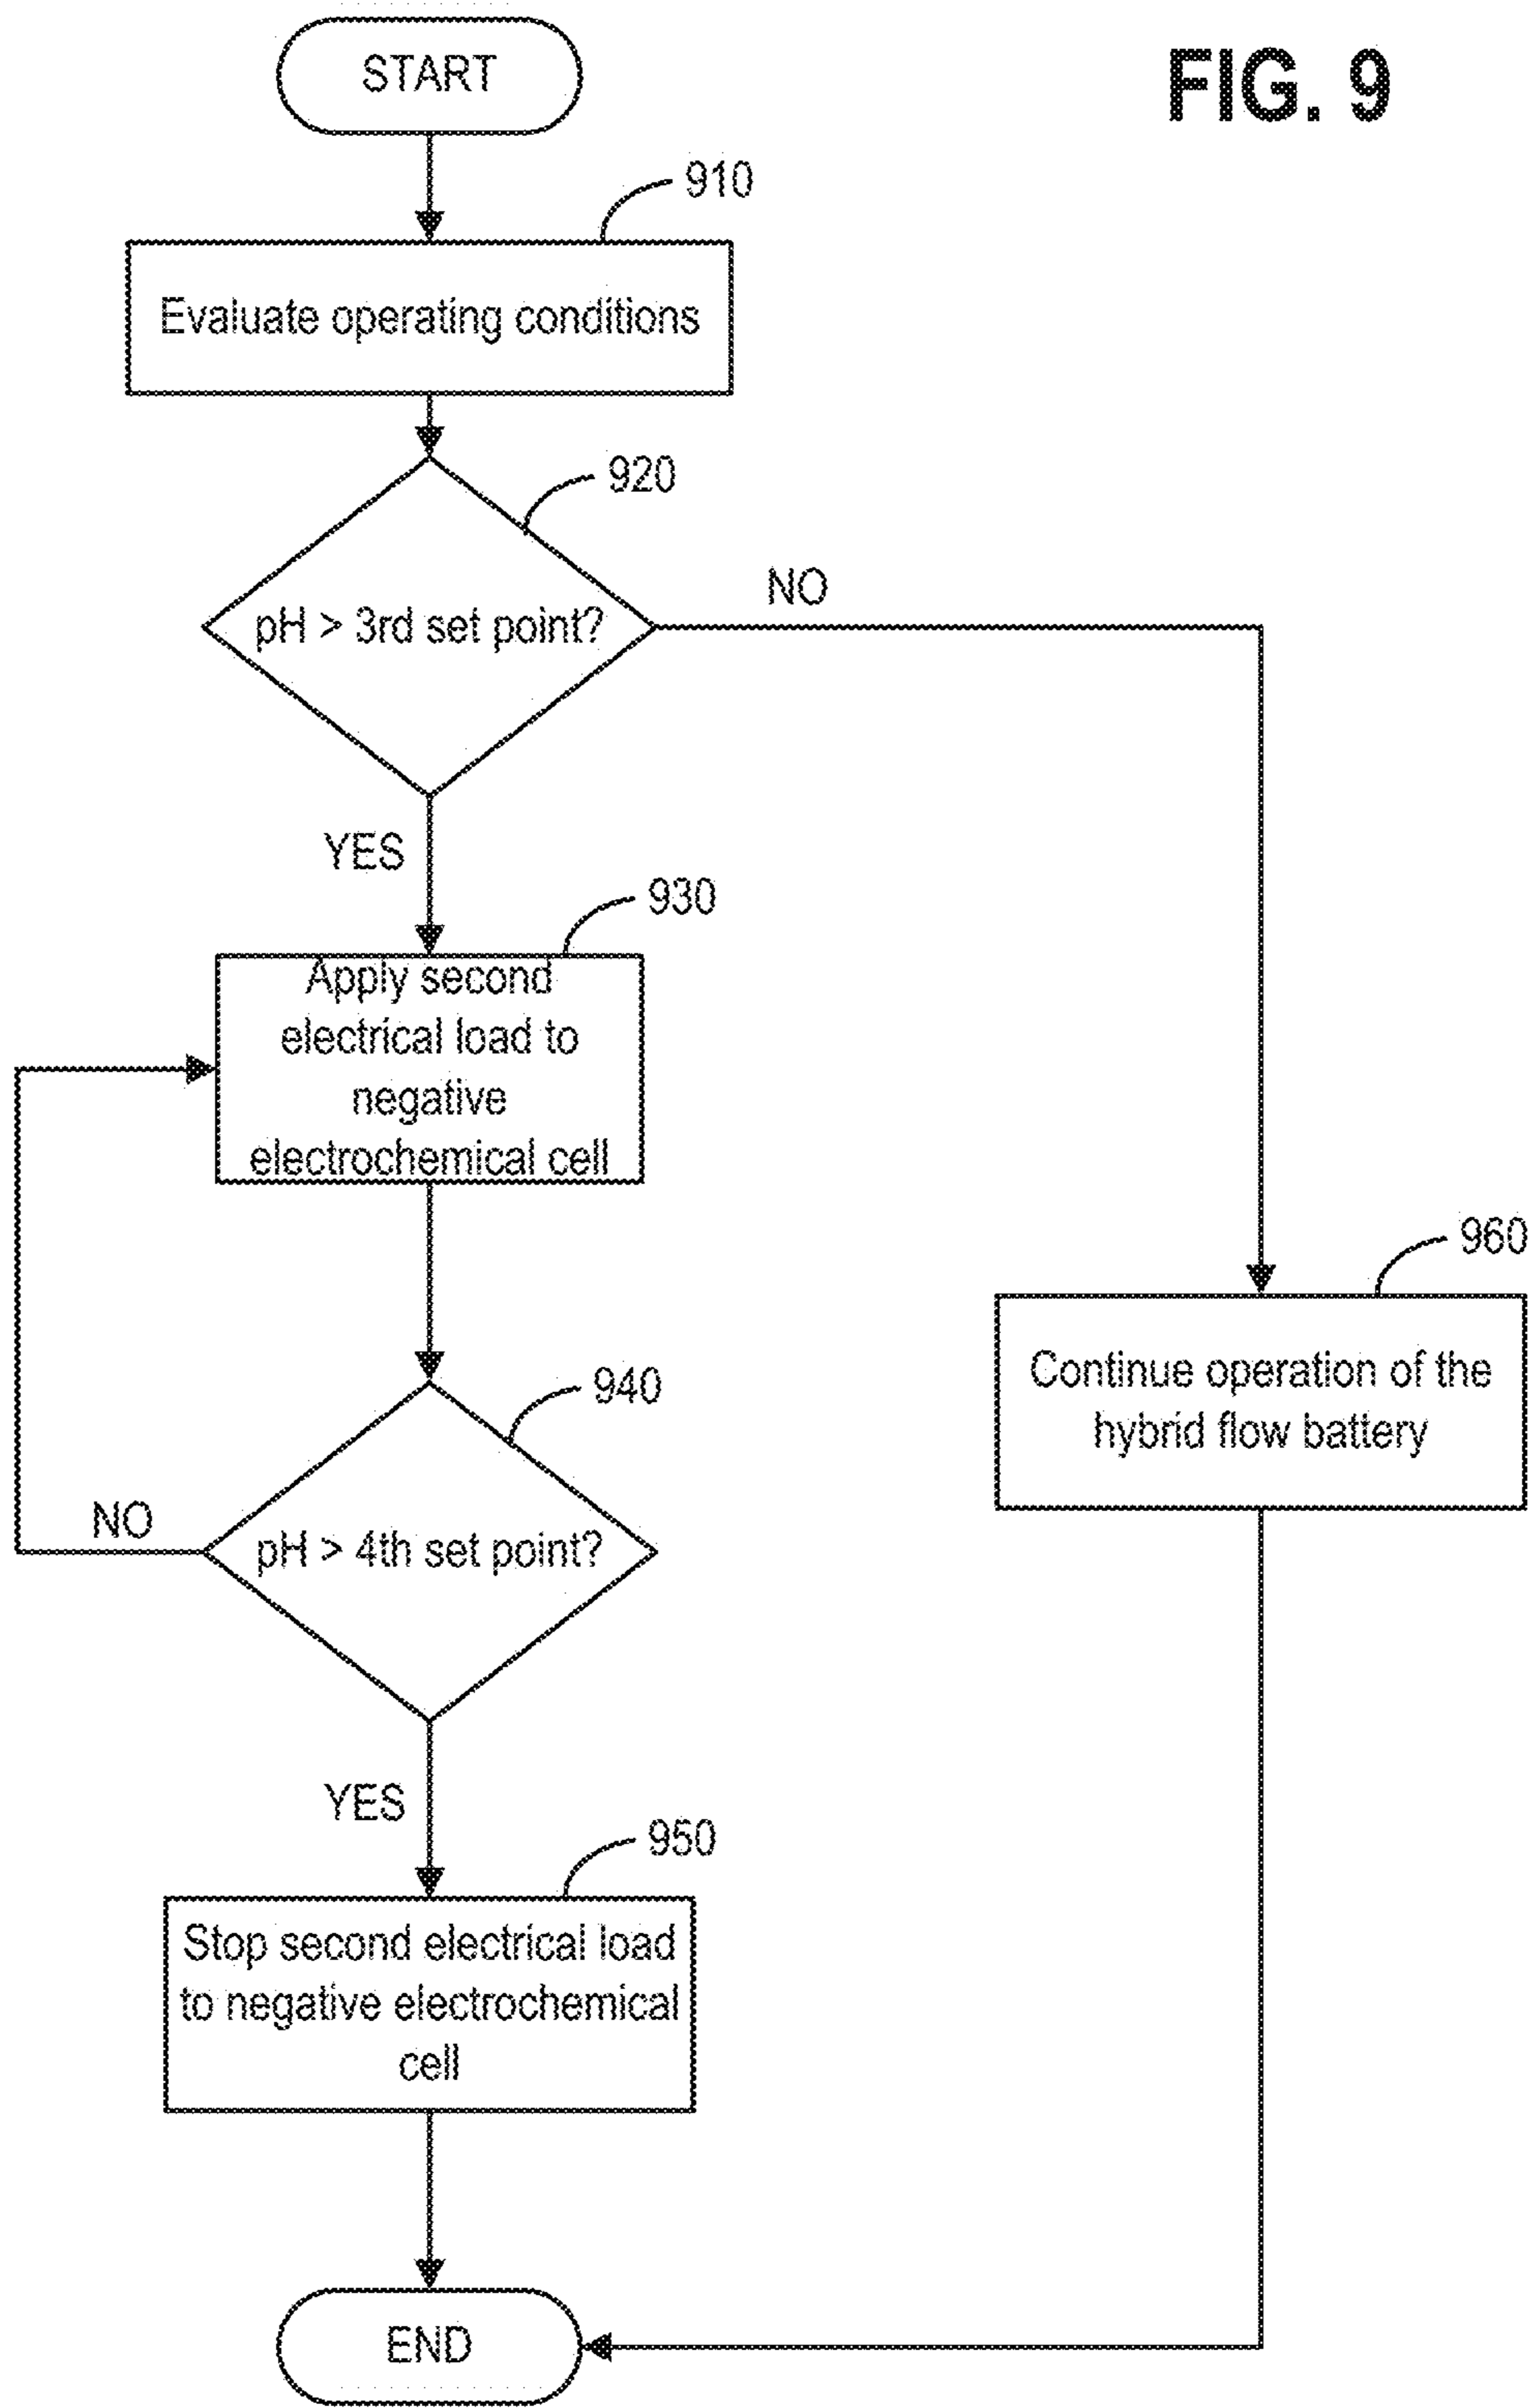 FIG. 9
START
910
Evaluate operating conditions
920
pH > 3rd set point?
NO
YES
930
Apply second
electrical load to
negative
electrochemical cell
940
pH > 4th set point?
NO
YES
950
Stop second electrical load
to negative electrochemical
cell
960
Continue operation of the
hybrid flow battery
END